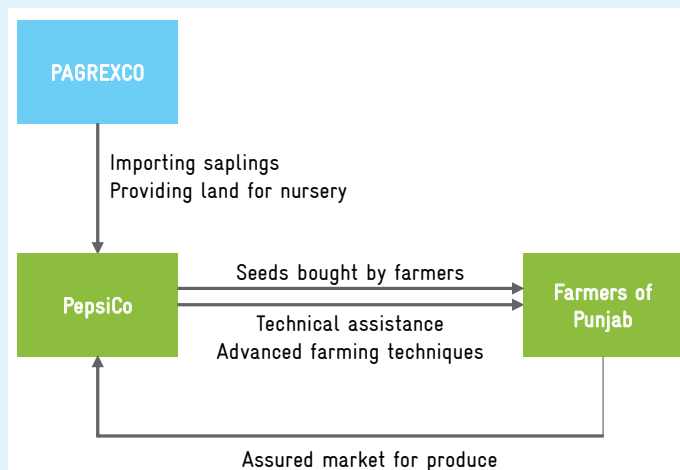 PAGREXCO
Importing saplings
Providing land for nursery
Seeds bought by farmers
PepsiCo
Farmers of
Punjab
Technical assistance
Advanced farming techniques
Assured market for produce